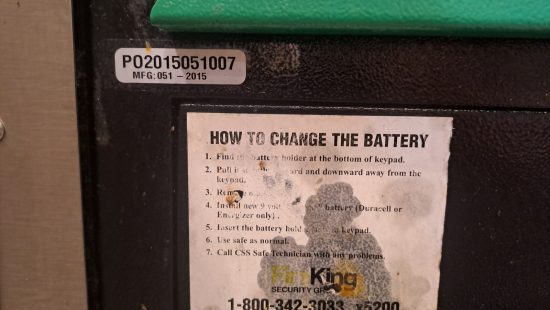 PO2015051007
MFG: 051 - 2015
HOW TO CHANGE THE BATTERY
1. Find the battery holder at the bottom of keypad.
2. Pull it and downward away from the
keypad.
3.
4. Install new 9 battery (Duracell or
Energizer only).
5. Insert the battery keypad.
6. Use safe as normal.
7. Call CSS Safe Technician with any problems.
FireKing
SECURITY
1-800-342-3033 x5200